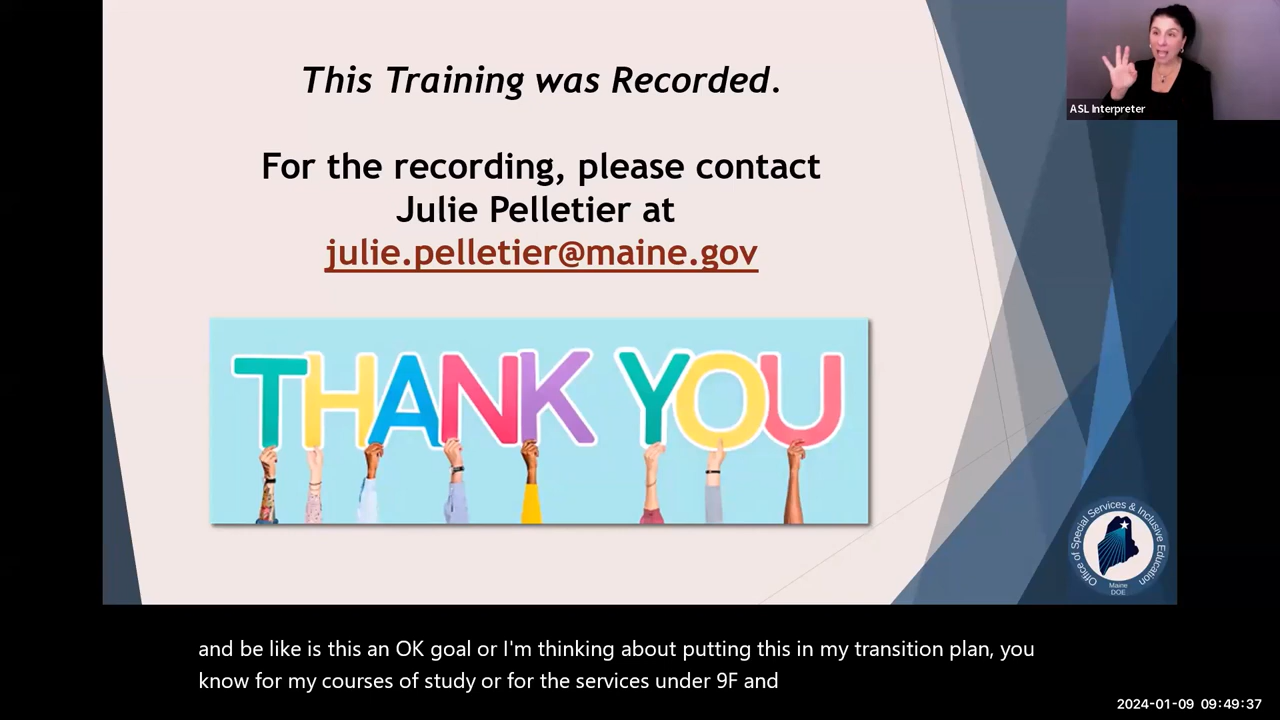 This Training was Recorded.
For the recording, please contact
Julie Pelletier at
julie.pelletier@maine.gov
THANK YOU
ASL Interpreter
Office of Special Services & Inclusive Education
Maine
DOE
and be like is this an OK goal or I'm thinking about putting this in my transition plan, you
know for my courses of study or for the services under 9F and
2024-01-09 09:49:37